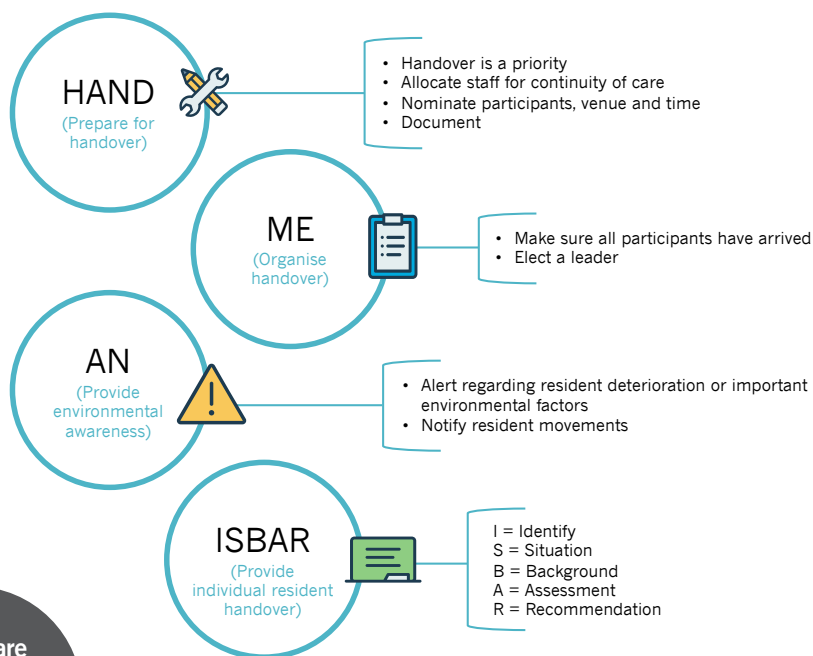 HAND
(Prepare for
handover)
• Handover is a priority
• Allocate staff for continuity of care
• Nominate participants, venue and time
• Document
ME
(Organise
handover)
• Make sure all participants have arrived
• Elect a leader
AN
(Provide
environmental
awareness)
• Alert regarding resident deterioration or important
environmental factors
• Notify resident movements
ISBAR
(Provide
individual resident
handover)
I = Identify
S = Situation
B = Background
A = Assessment
R = Recommendation